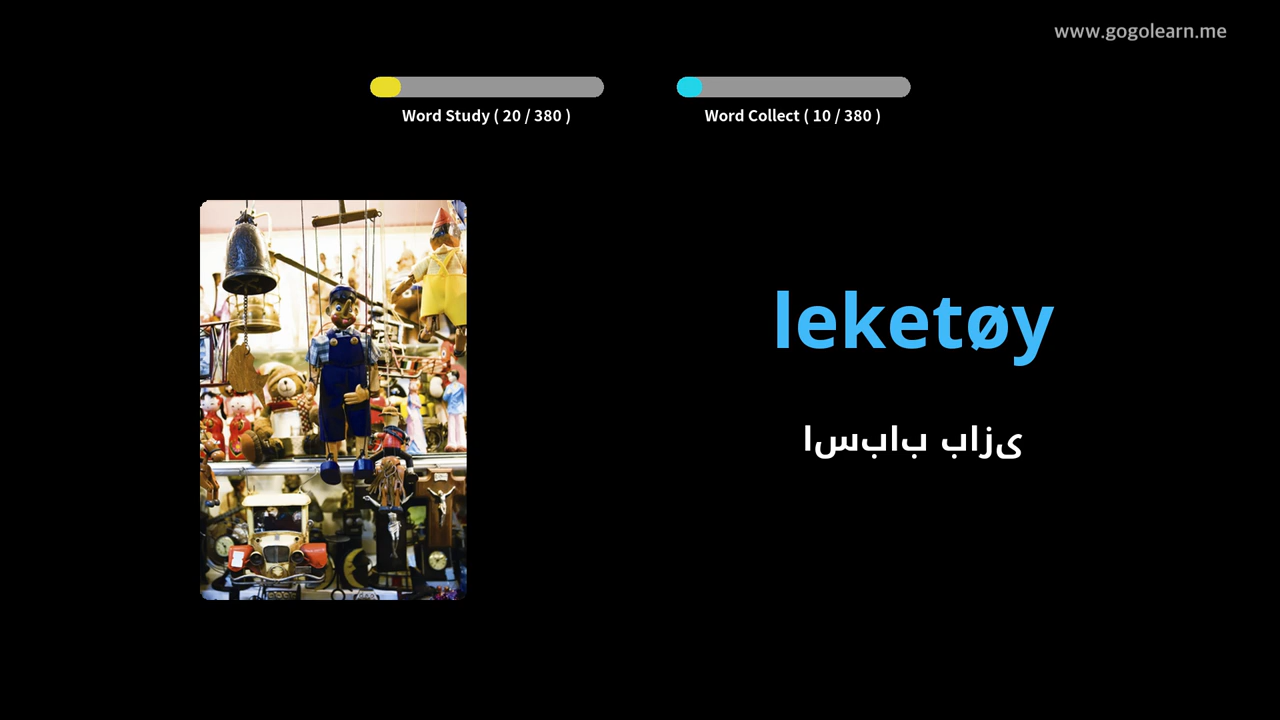 www.gogolearn.me
Word Study ( 20 / 380 )
Word Collect ( 10 / 380 )
leketøy
اسباب بازی